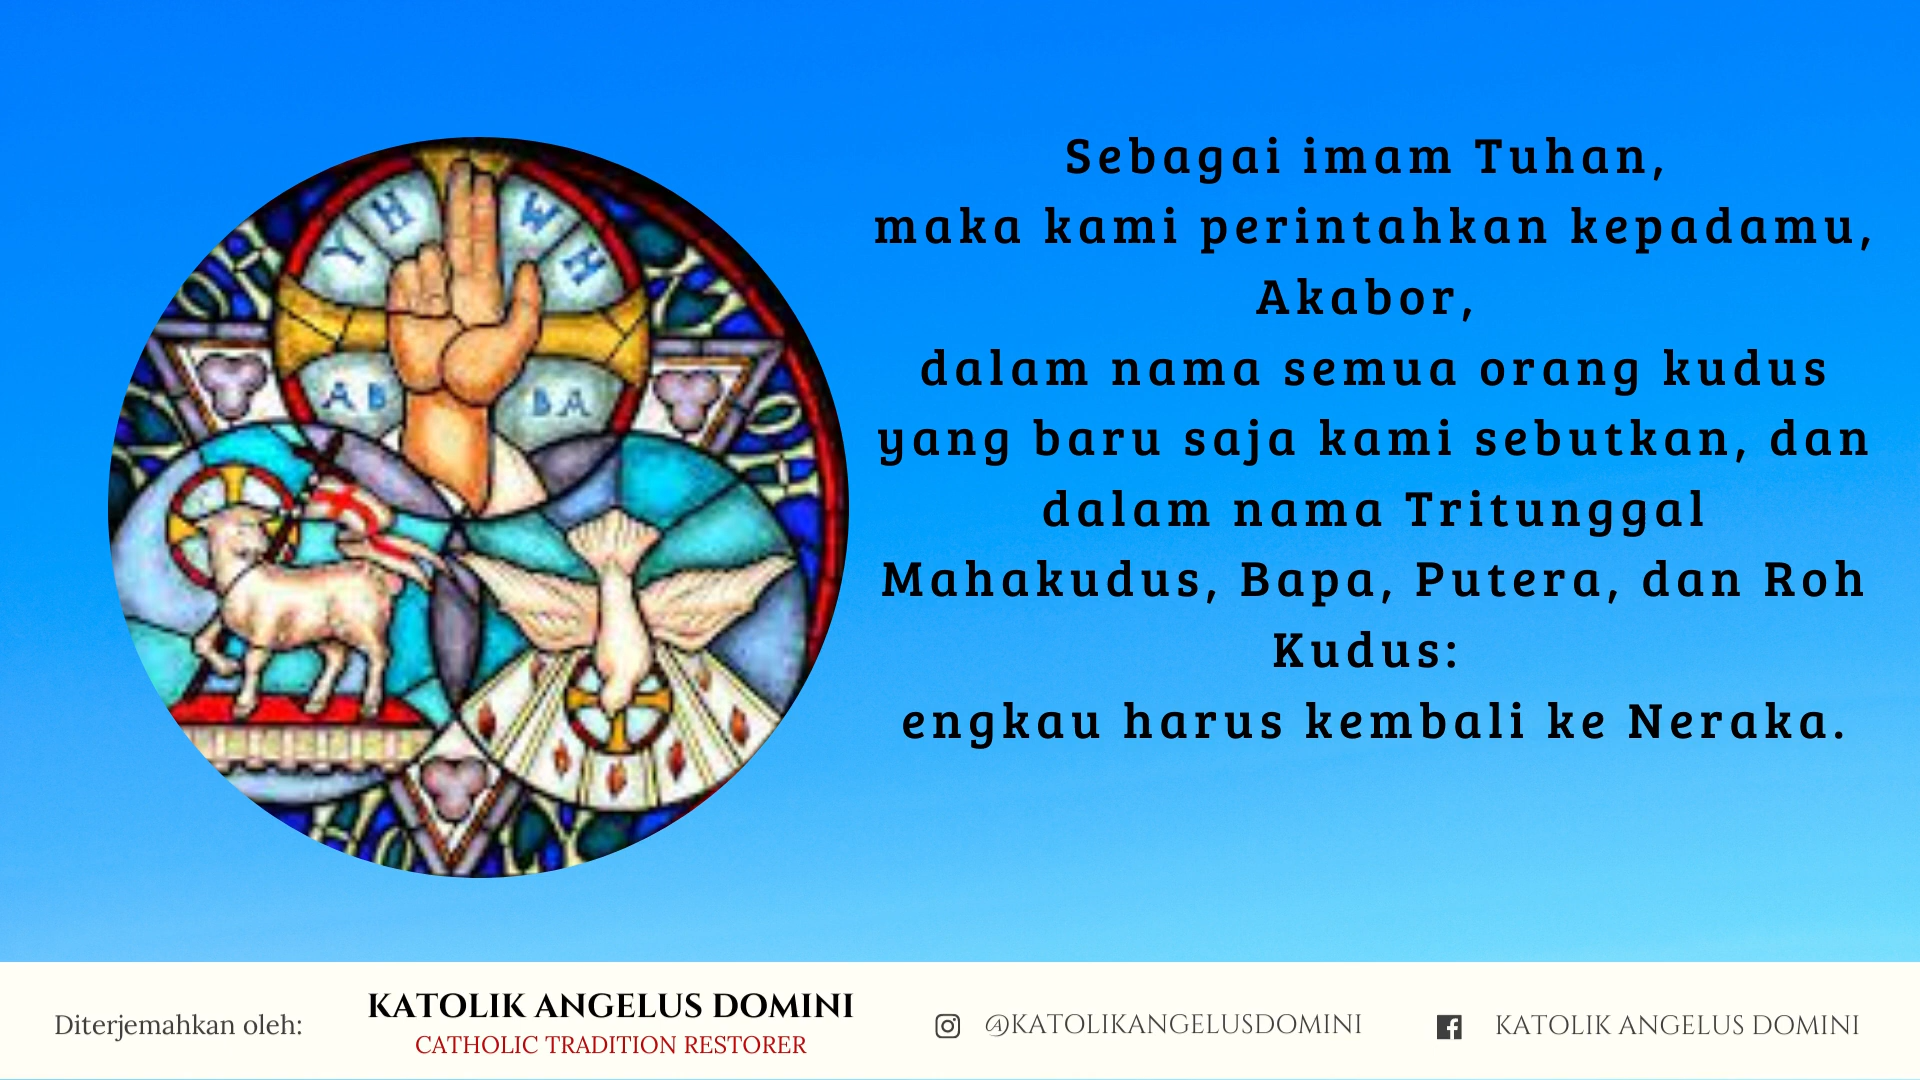 Y H W H
AB BA
Sebagai imam Tuhan,
maka kami perintahkan kepadamu,
Akabor,
dalam nama semua orang kudus
yang baru saja kami sebutkan, dan
dalam nama Tritunggal
Mahakudus, Bapa, Putera, dan Roh
Kudus:
engkau harus kembali ke Neraka.
Diterjemahkan oleh:
KATOLIK ANGELUS DOMINI
CATHOLIC TRADITION RESTORER
@KATOLIKANGELUSDOMINI
KATOLIK ANGELUS DOMINI